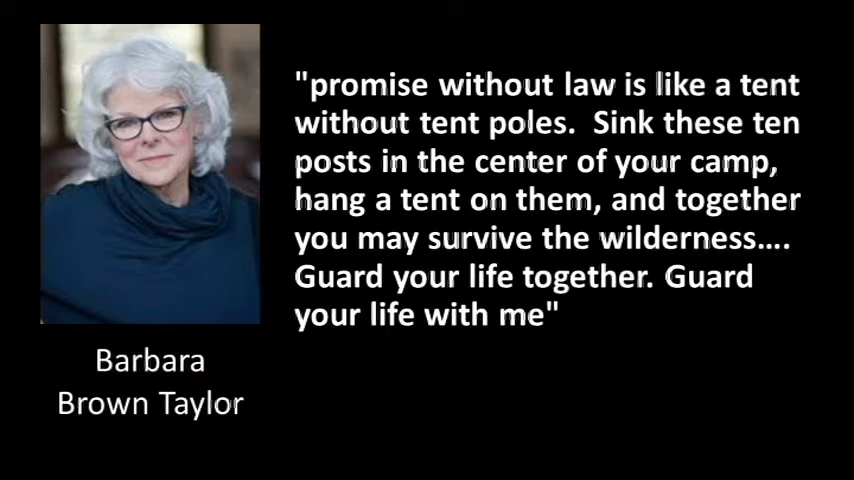 "promise without law is like a tent
without tent poles.  Sink these ten
posts in the center of your camp,
hang a tent on them, and together
you may survive the wilderness….
Guard your life together. Guard
your life with me"
Barbara
Brown Taylor